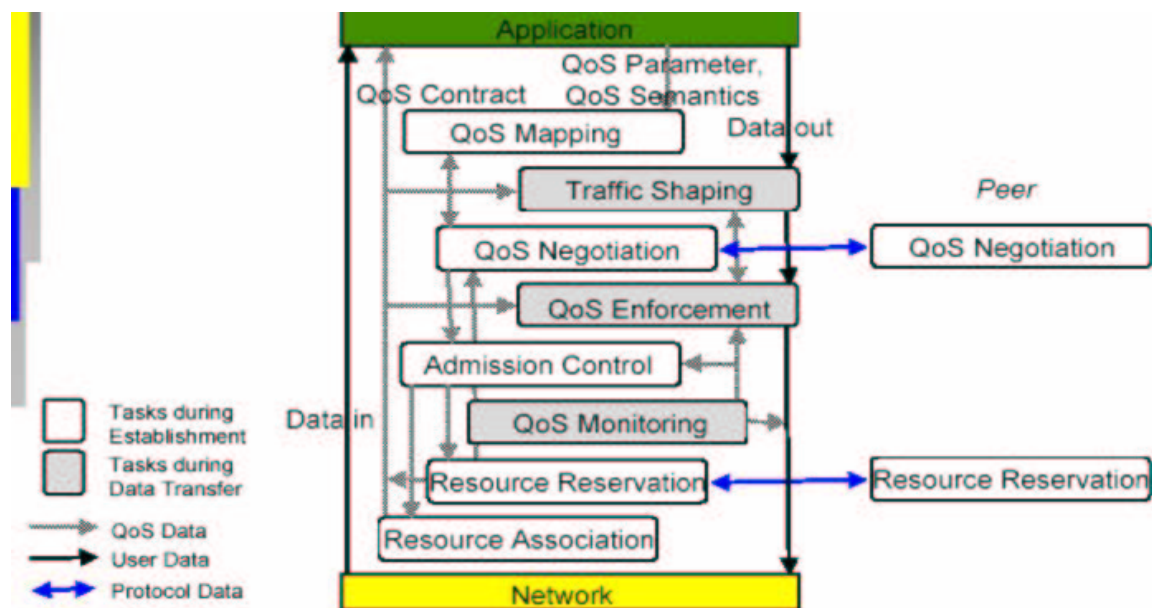 Application
QoS Parameter,
QoS Contract
QoS Semantics
QoS Mapping
Data out
Traffic Shaping
Peer
QoS Negotiation
QoS Negotiation
QoS Enforcement
Admission Control
Data in
QoS Monitoring
Resource Reservation
Resource Reservation
Resource Association
Network
Tasks during
Establishment
Tasks during
Data Transfer
QoS Data
User Data
Protocol Data